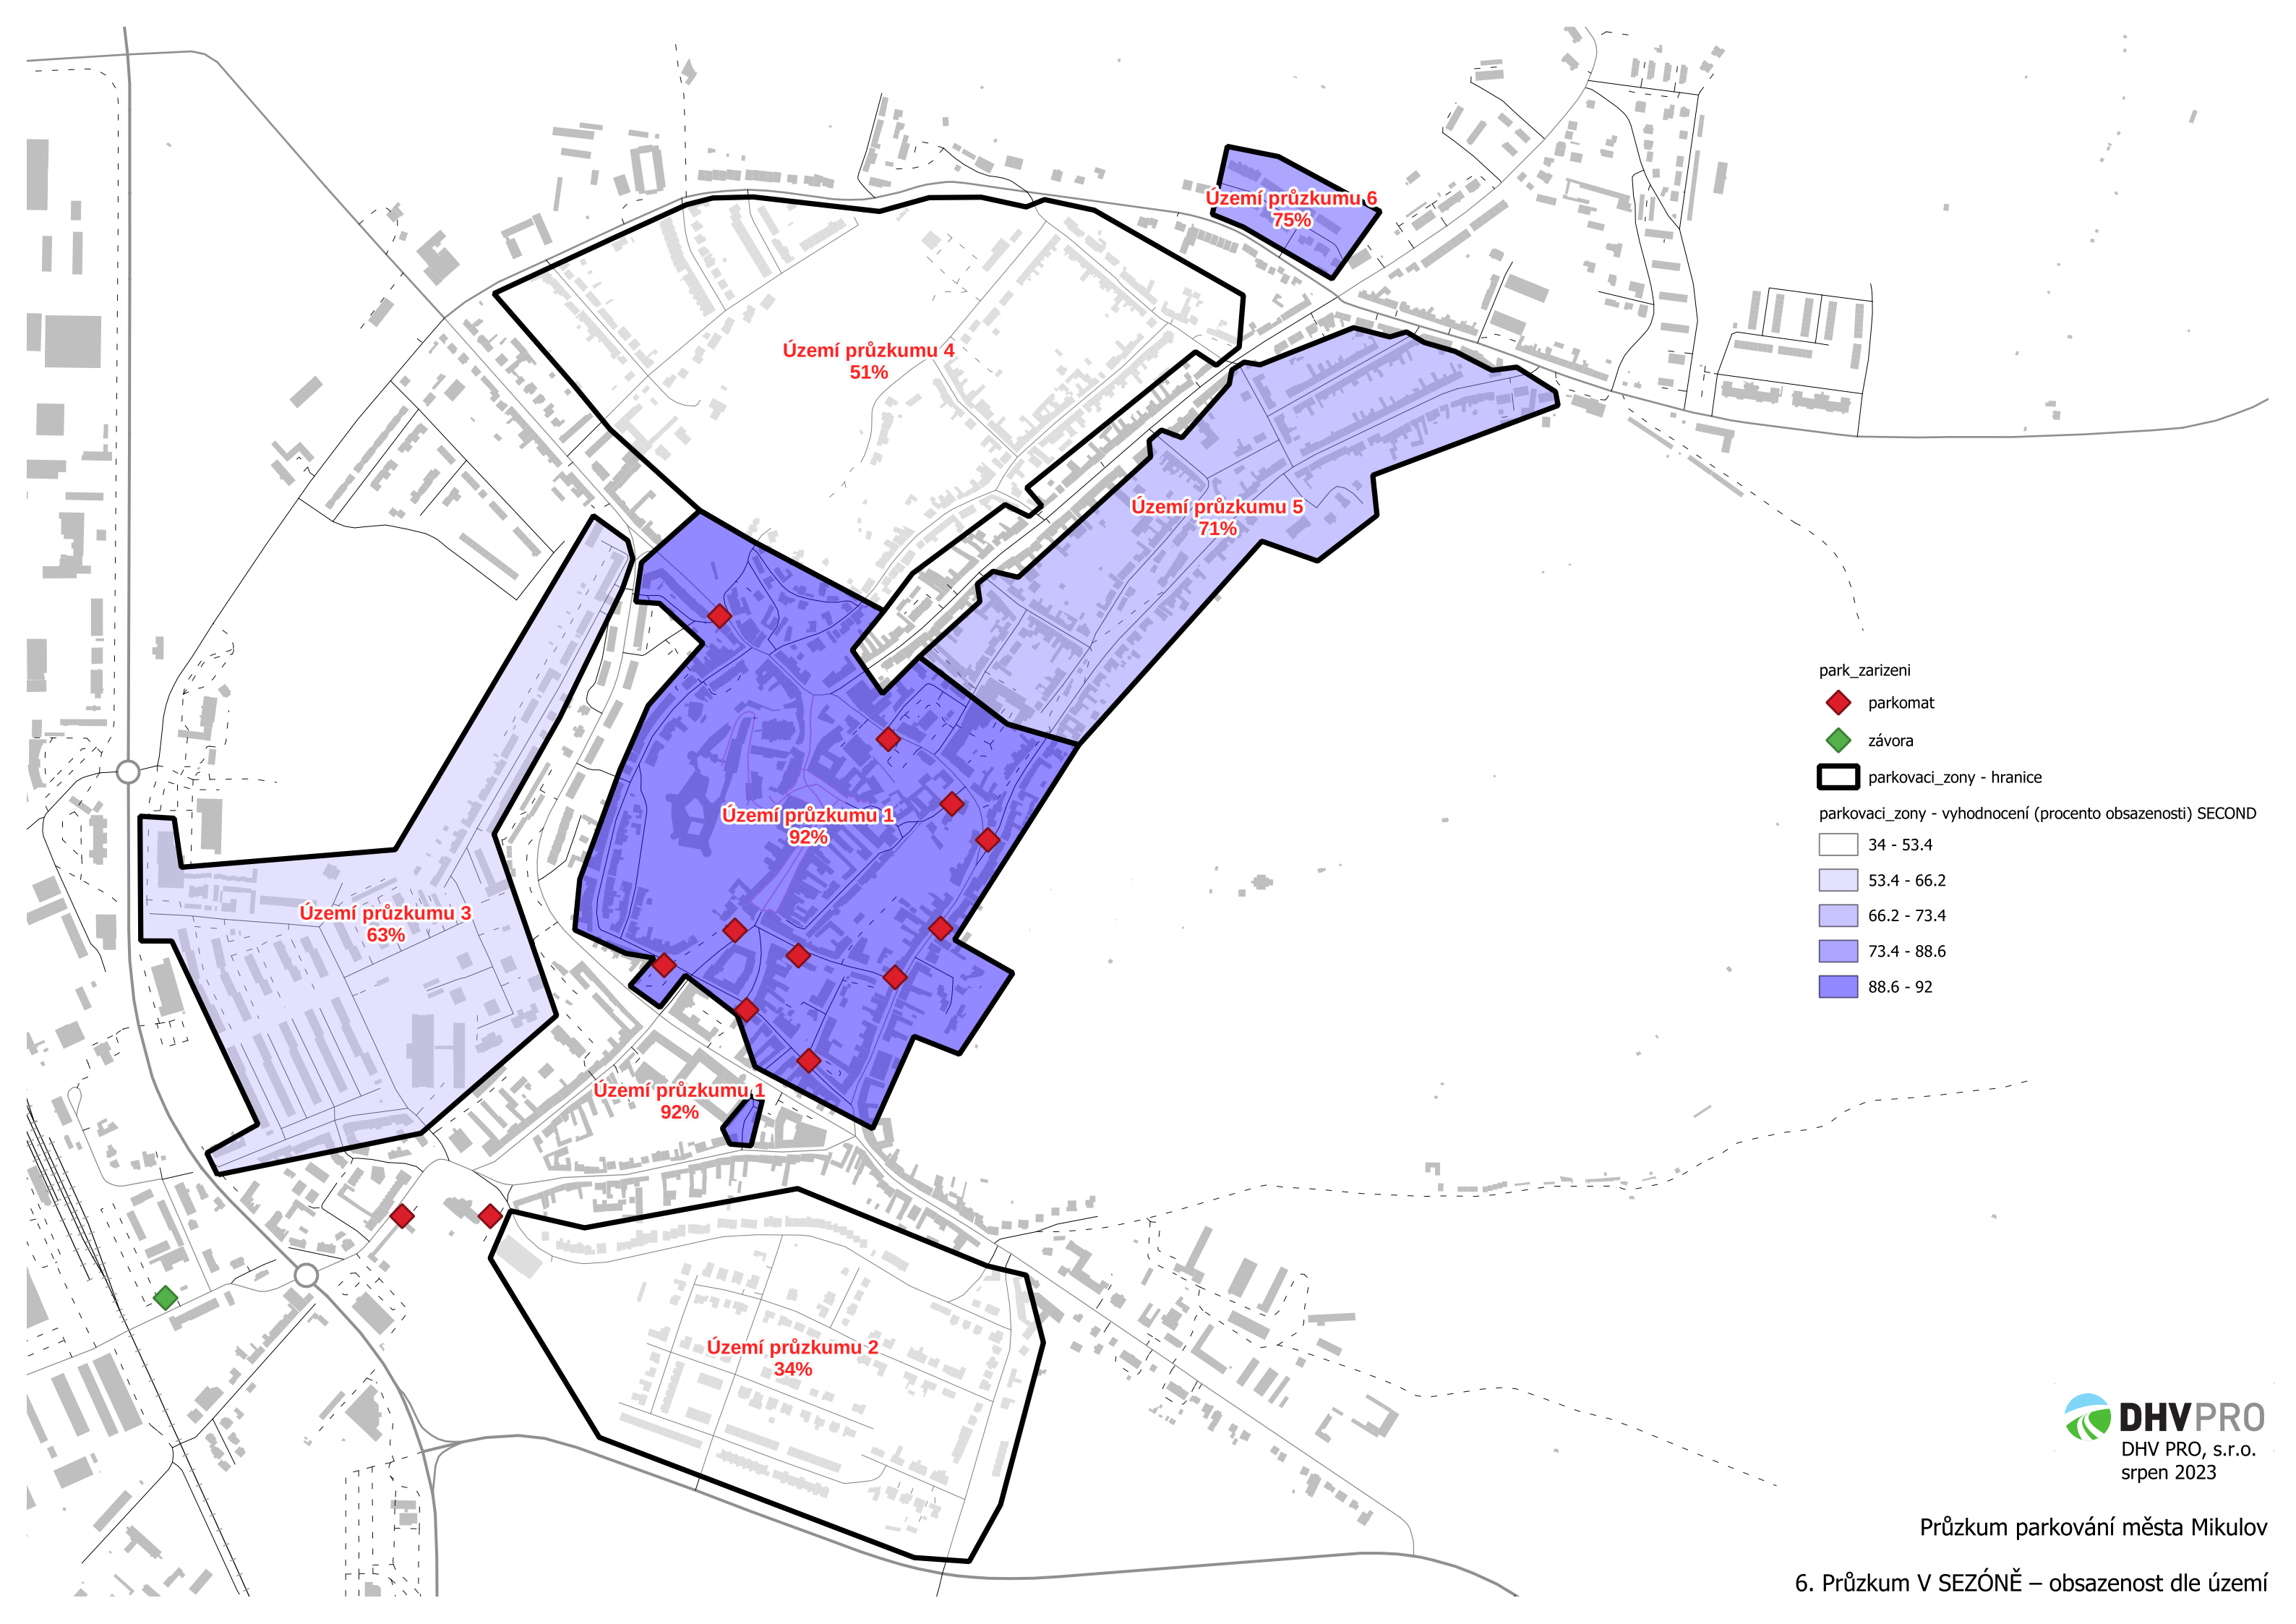 Území průzkumu 6
75%
Území průzkumu 4
51%
Území průzkumu 5
71%
Území průzkumu 1
92%
Území průzkumu 3
63%
Území průzkumu 1
92%
Území průzkumu 2
34%
park_zarizeni
parkomat
závora
parkovaci_zony - hranice
parkovaci_zony - vyhodnocení (procento obsazenosti) SECOND
34 - 53.4
53.4 - 66.2
66.2 - 73.4
73.4 - 88.6
88.6 - 92
DHVPRO
DHV PRO, s.r.o.
srpen 2023
Průzkum parkování města Mikulov
6. Průzkum V SEZÓNĚ – obsazenost dle území